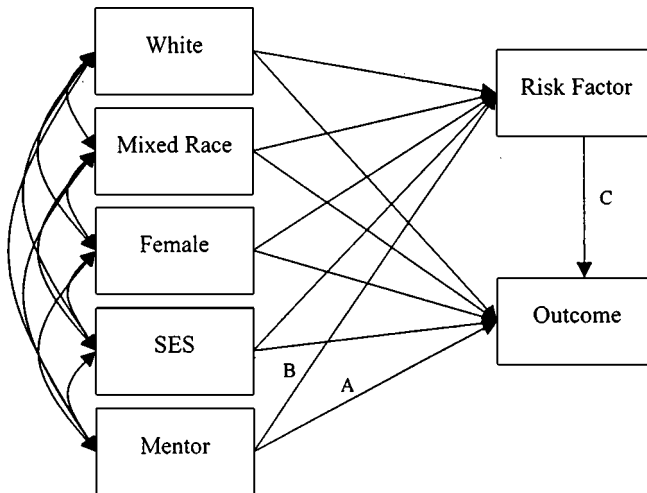 White
Risk Factor
Mixed Race
C
Female
Outcome
SES
B
A
Mentor